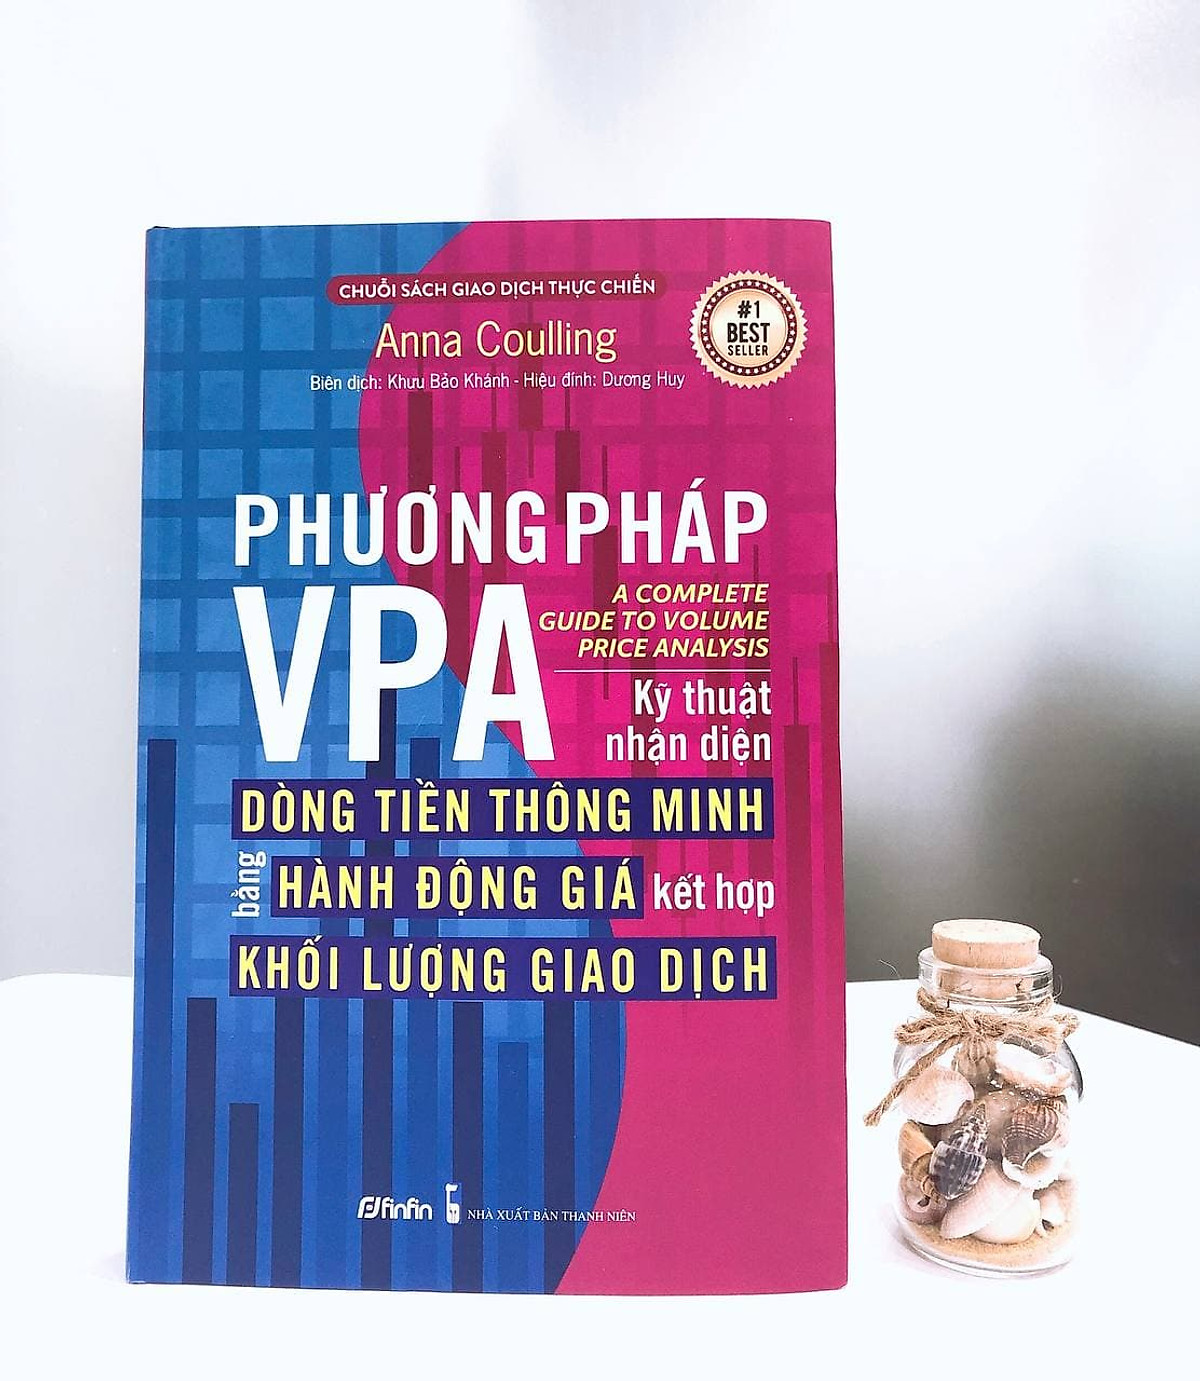 CHUỖI SÁCH GIAO DỊCH THỰC CHIẾN
Anna Coulling
Biên dịch: Khưu Bảo Khánh - Hiệu đính: Dương Huy
#1
BEST
SELLER
PHƯƠNG PHÁP
VPA
A COMPLETE
GUIDE TO VOLUME
PRICE ANALYSIS
Kỹ thuật
nhận diện
DÒNG TIỀN THÔNG MINH
bằng HÀNH ĐỘNG GIÁ kết hợp
KHỐI LƯỢNG GIAO DỊCH
finfin NHÀ XUẤT BẢN THANH NIÊN